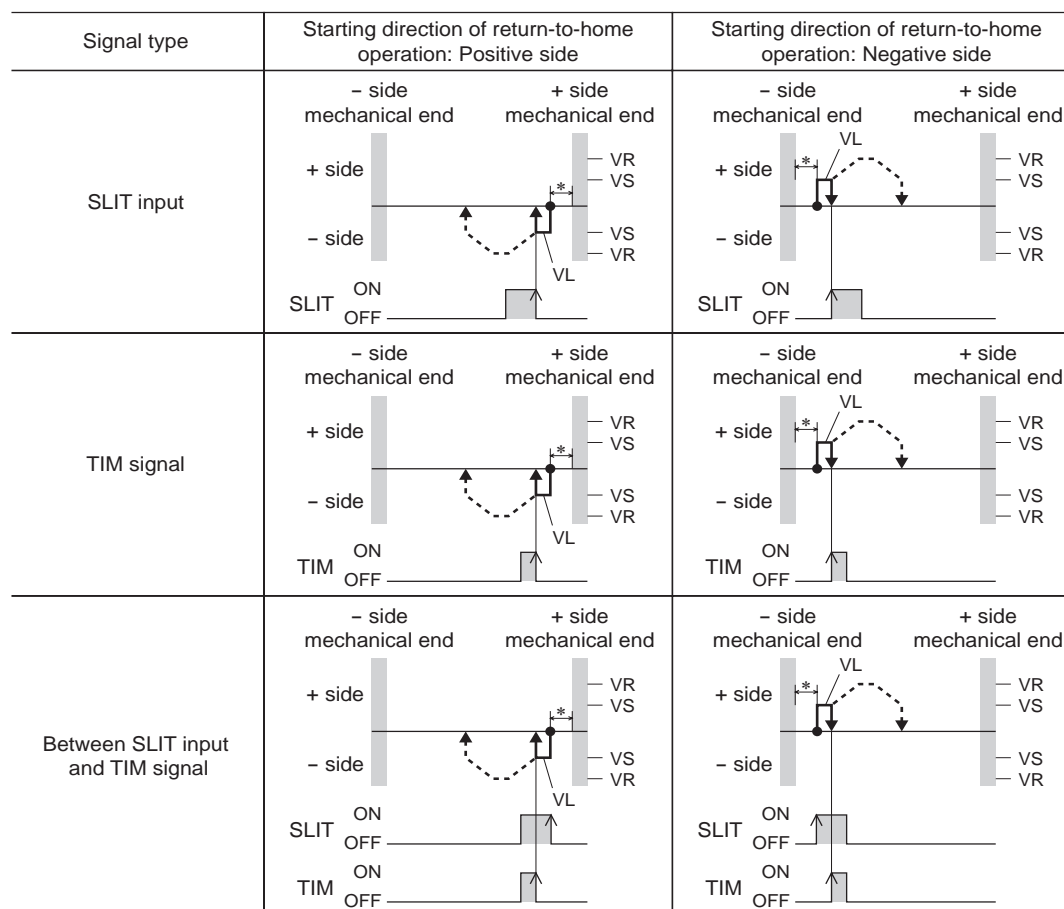 Signal type
Starting direction of return-to-home
operation: Positive side
Starting direction of return-to-home
operation: Negative side
SLIT input
– side
mechanical end
+ side
mechanical end
+ side
– side
*
VR
VS
VS
VR
VL
SLIT
ON
OFF
– side
mechanical end
+ side
mechanical end
VL
+ side
– side
*
VR
VS
VS
VR
SLIT
ON
OFF
TIM signal
– side
mechanical end
+ side
mechanical end
+ side
– side
*
VR
VS
VS
VR
VL
TIM
ON
OFF
– side
mechanical end
+ side
mechanical end
VL
+ side
– side
*
VR
VS
VS
VR
TIM
ON
OFF
Between SLIT input
and TIM signal
– side
mechanical end
+ side
mechanical end
+ side
– side
*
VR
VS
VS
VR
VL
SLIT
ON
OFF
TIM
ON
OFF
– side
mechanical end
+ side
mechanical end
VL
+ side
– side
*
VR
VS
VS
VR
SLIT
ON
OFF
TIM
ON
OFF